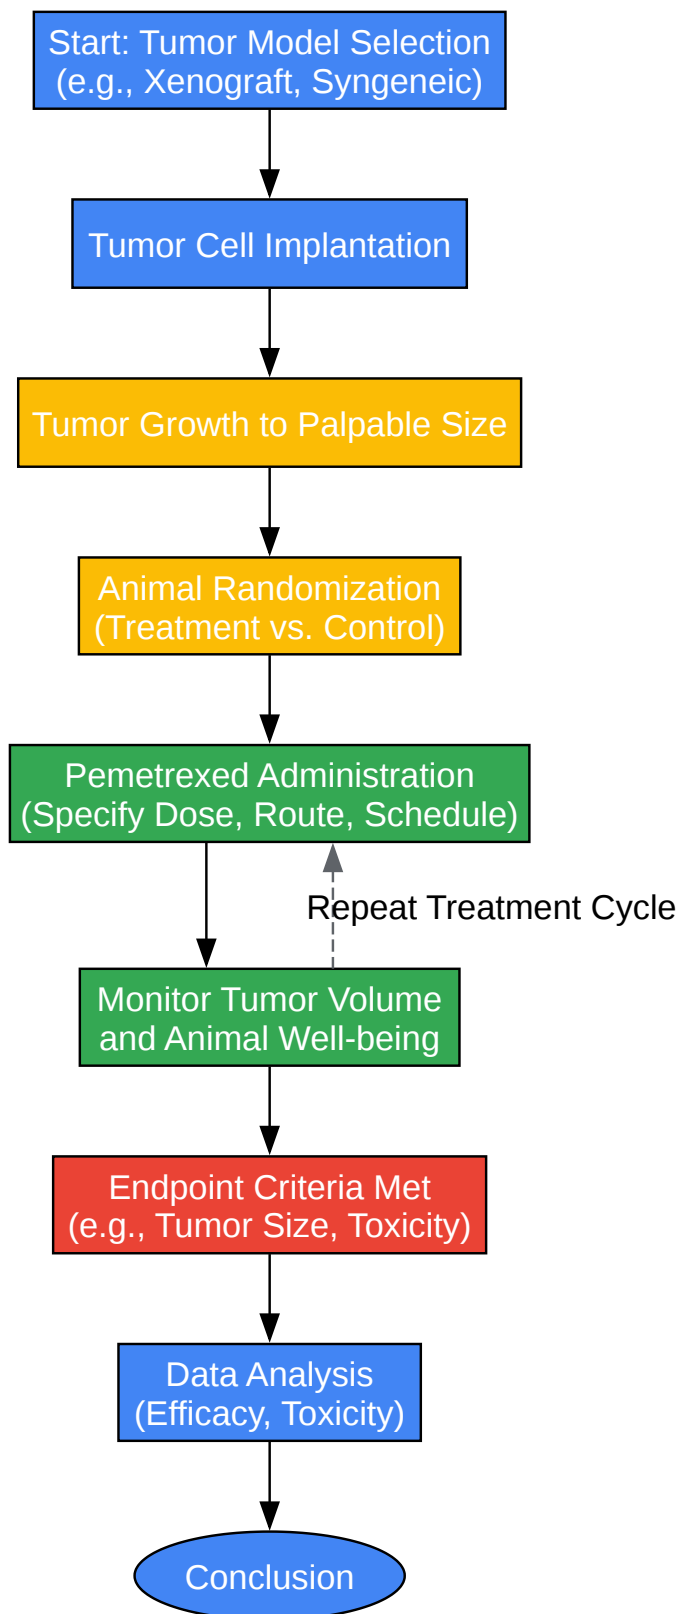 Start: Tumor Model Selection
(e.g., Xenograft, Syngeneic)
Tumor Cell Implantation
Tumor Growth to Palpable Size
Animal Randomization
(Treatment vs. Control)
Pemetrexed Administration
(Specify Dose, Route, Schedule)
Repeat Treatment Cycle
Monitor Tumor Volume
and Animal Well-being
Endpoint Criteria Met
(e.g., Tumor Size, Toxicity)
Data Analysis
(Efficacy, Toxicity)
Conclusion